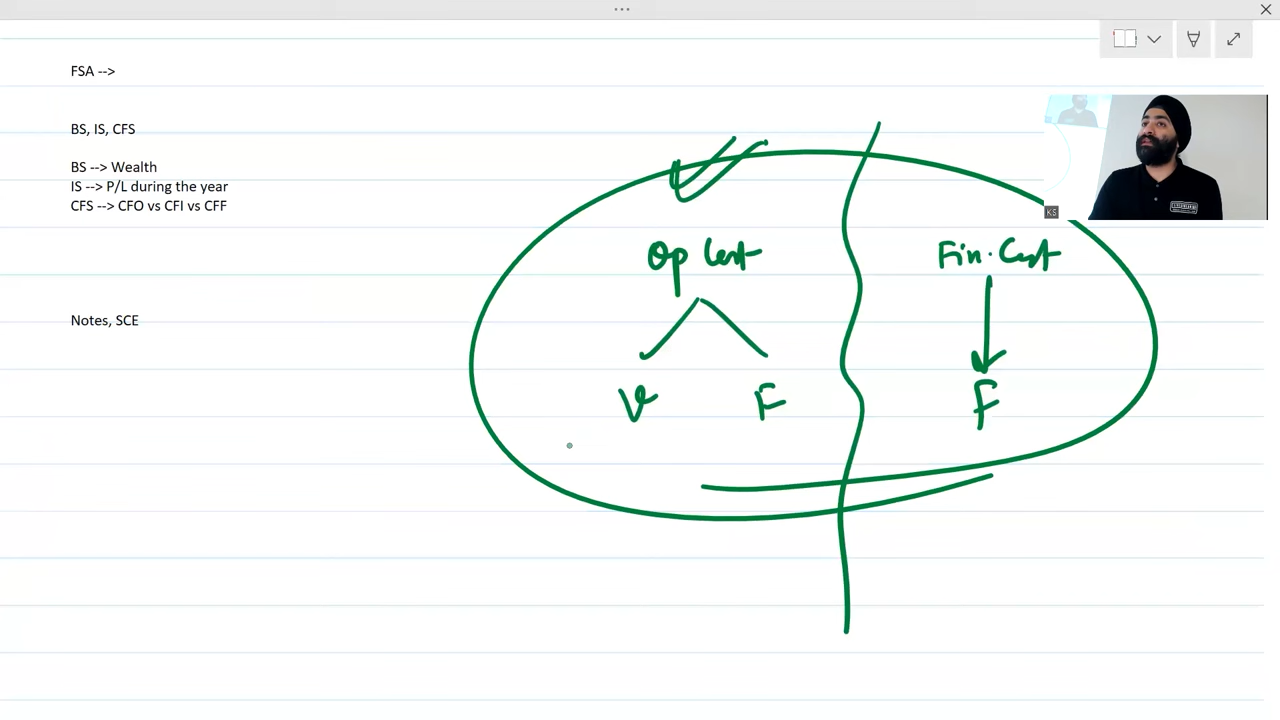 FSA -->
BS, IS, CFS
BS --> Wealth
IS --> P/L during the year
CFS --> CFO vs CFI vs CFF
Notes, SCE
Op Cost
Fin. Cost
V F
F
KS